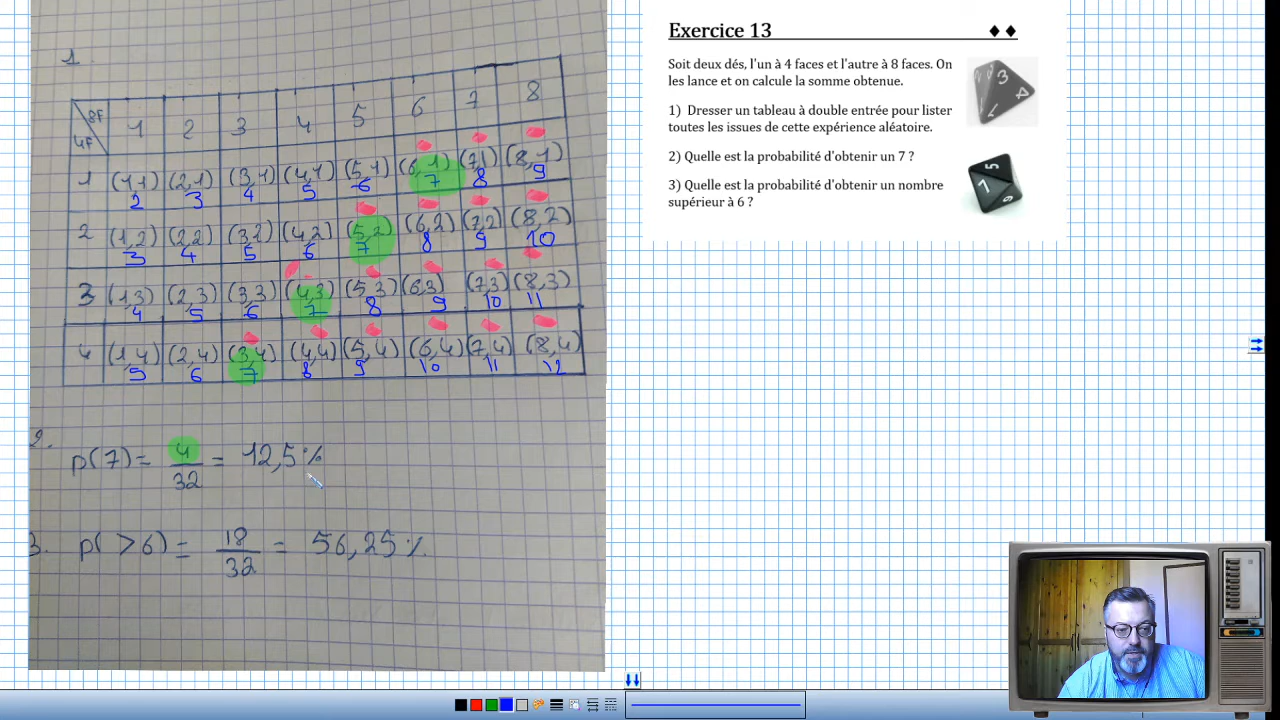 1.
8F
4F 1 2 3 4 5 6 7 8
1 (1,1) (2,1) (3,1) (4,1) (5,1) (6,1) (7,1) (8,1)
2 3 4 5 6 7 8 9
2 (1,2) (2,2) (3,2) (4,2) (5,2) (6,2) (7,2) (8,2)
3 4 5 6 7 8 9 10
3 (1,3) (2,3) (3,3) (4,3) (5,3) (6,3) (7,3) (8,3)
4 5 6 7 8 9 10 11
4 (1,4) (2,4) (3,4) (4,4) (5,4) (6,4) (7,4) (8,4)
5 6 7 8 9 10 11 12
2.
p(7) = 4/32 = 12,5 %
3. p( >6) = 18/32 = 56,25 %
Exercice 13 ♦♦
Soit deux dés, l'un à 4 faces et l'autre à 8 faces. On
les lance et on calcule la somme obtenue.
1) Dresser un tableau à double entrée pour lister
toutes les issues de cette expérience aléatoire.
2) Quelle est la probabilité d'obtenir un 7 ?
3) Quelle est la probabilité d'obtenir un nombre
supérieur à 6 ?
3
4
5
7